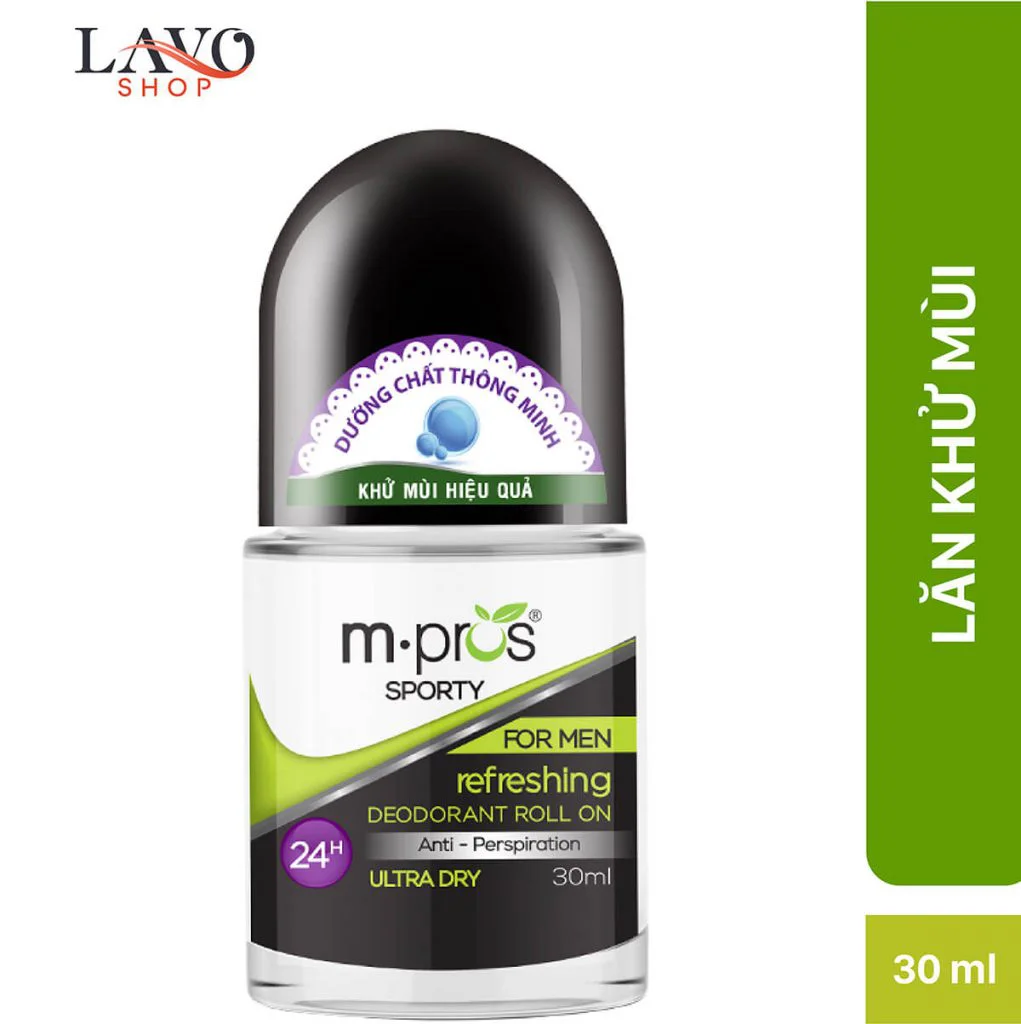 LAVO
SHOP
DƯỠNG CHẤT THÔNG MINH
KHỬ MÙI HIỆU QUẢ
m·pros®
SPORTY
FOR MEN
refreshing
DEODORANT ROLL ON
24H
Anti - Perspiration
ULTRA DRY 30ml
LĂN KHỬ MÙI
30 ml